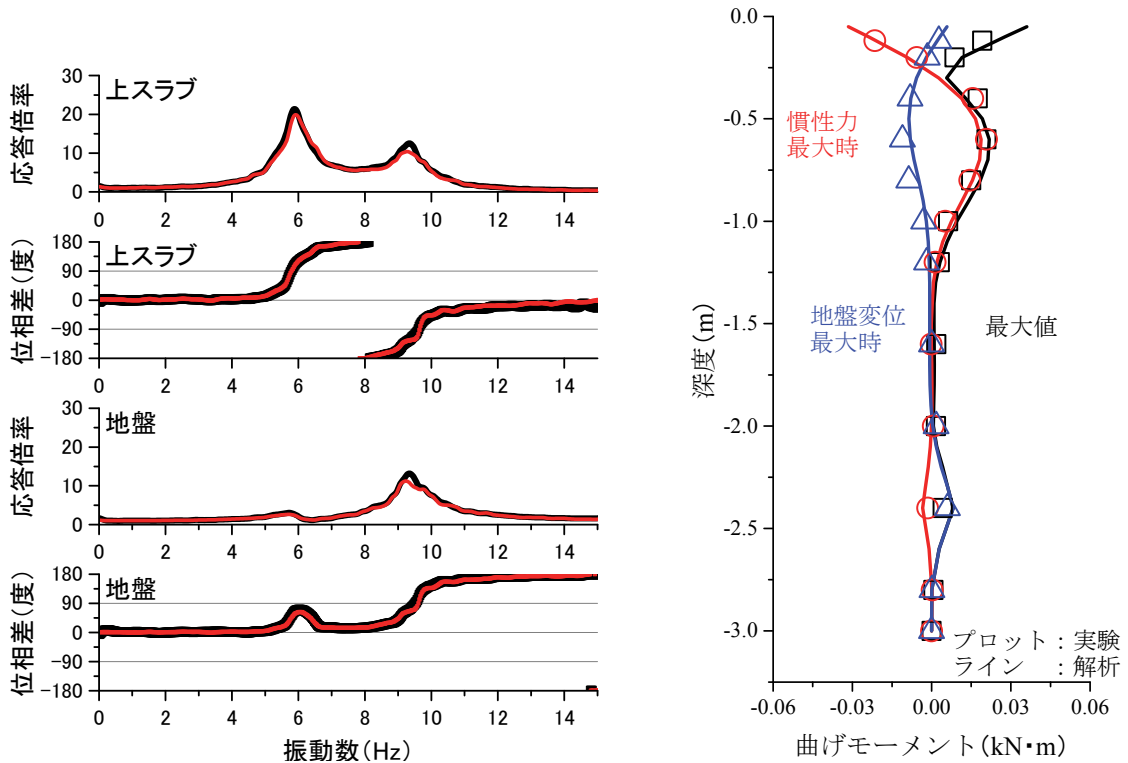 上スラブ
応答倍率
30
20
10
0
0 2 4 6 8 10 12 14
上スラブ
位相差(度)
180
90
0
-90
-180
0 2 4 6 8 10 12 14
地盤
応答倍率
30
20
10
0
0 2 4 6 8 10 12 14
地盤
位相差(度)
180
90
0
-90
-180
0 2 4 6 8 10 12 14
振動数(Hz)
深度(m)
0.0
-0.5
-1.0
-1.5
-2.0
-2.5
-3.0
慣性力
最大時
地盤変位
最大時
最大値
プロット：実験
ライン　：解析
-0.06 -0.03 0.00 0.03 0.06
曲げモーメント(kN・m)